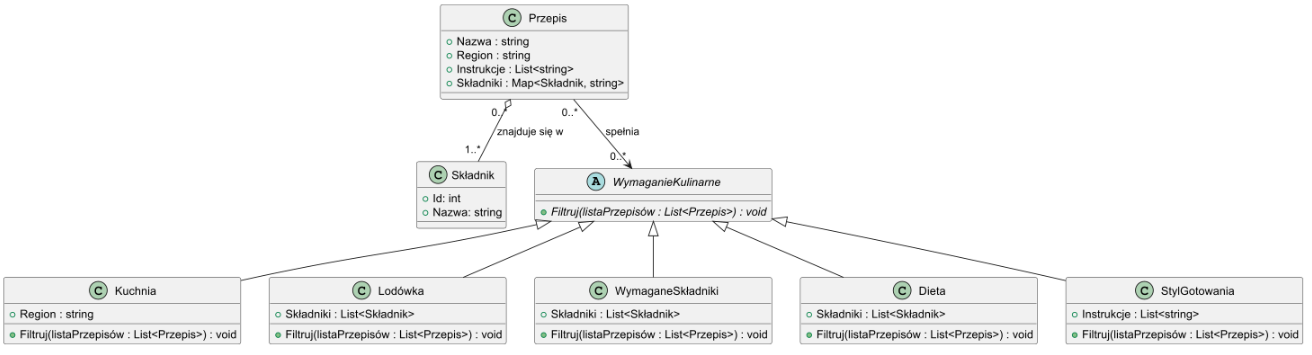 C Przepis
Nazwa : string
Region : string
Instrukcje : List<string>
Składniki : Map<Składnik, string>
0..*
0..*
znajduje się w
spełnia
1..*
0..*
C Składnik
Id: int
Nazwa: string
A WymaganieKulinarne
Filtruj(listaPrzepisów : List<Przepis>) : void
C Kuchnia
Region : string
Filtruj(listaPrzepisów : List<Przepis>) : void
C Lodówka
Składniki : List<Składnik>
Filtruj(listaPrzepisów : List<Przepis>) : void
C WymaganeSkładniki
Składniki : List<Składnik>
Filtruj(listaPrzepisów : List<Przepis>) : void
C Dieta
Składniki : List<Składnik>
Filtruj(listaPrzepisów : List<Przepis>) : void
C StylGotowania
Instrukcje : List<string>
Filtruj(listaPrzepisów : List<Przepis>) : void